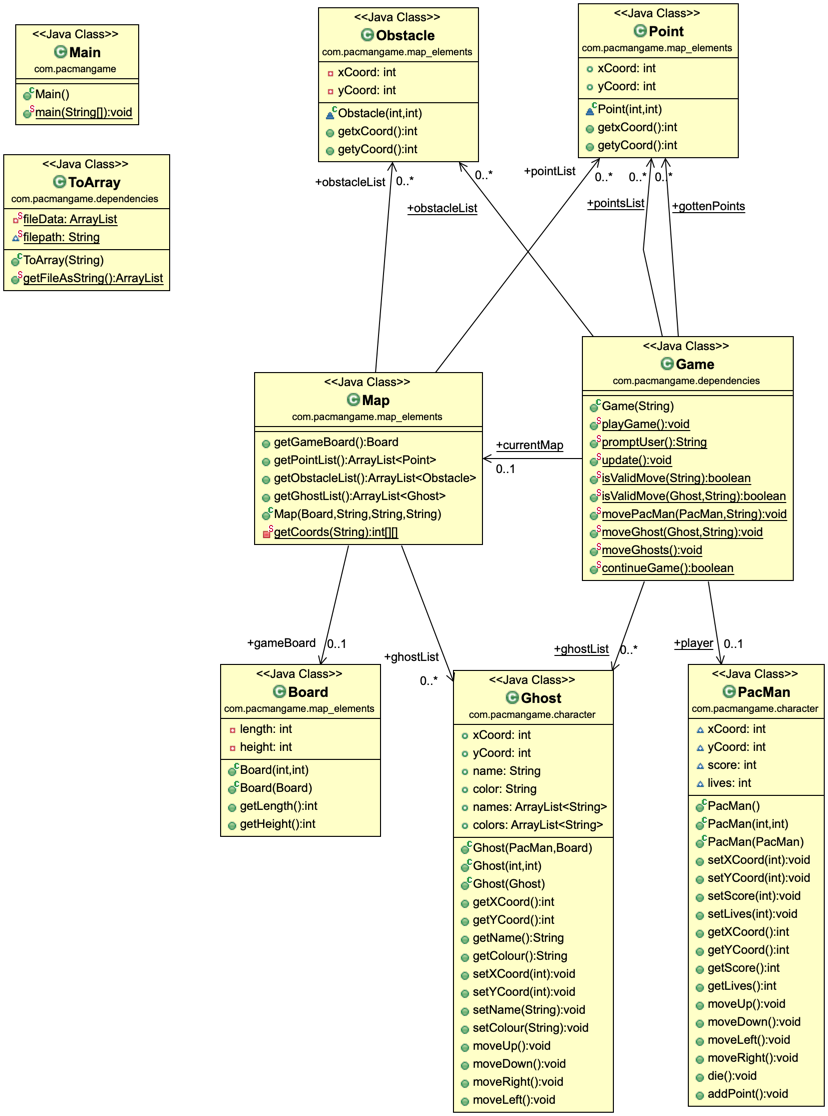 <<Java Class>>
Main
com.pacmangame
Main()
main(String[]):void
<<Java Class>>
ToArray
com.pacmangame.dependencies
fileData: ArrayList
filepath: String
ToArray(String)
getFileAsString():ArrayList
<<Java Class>>
Obstacle
com.pacmangame.map_elements
xCoord: int
yCoord: int
Obstacle(int,int)
getxCoord():int
getyCoord():int
<<Java Class>>
Point
com.pacmangame.map_elements
xCoord: int
yCoord: int
Point(int,int)
getxCoord():int
getyCoord():int
+obstacleList
0..*
+obstacleList
0..*
+pointList
0..*
+pointsList
0..*
+gottenPoints
0..*
<<Java Class>>
Map
com.pacmangame.map_elements
getGameBoard():Board
getPointList():ArrayList<Point>
getObstacleList():ArrayList<Obstacle>
getGhostList():ArrayList<Ghost>
Map(Board,String,String,String)
getCoords(String):int[][]
+currentMap
0..1
<<Java Class>>
Game
com.pacmangame.dependencies
Game(String)
playGame():void
promptUser():String
update():void
isValidMove(String):boolean
isValidMove(Ghost,String):boolean
movePacMan(PacMan,String):void
moveGhost(Ghost,String):void
moveGhosts():void
continueGame():boolean
+gameBoard
0..1
+ghostList
0..*
+ghostList
0..*
+player
0..1
<<Java Class>>
Board
com.pacmangame.map_elements
length: int
height: int
Board(int,int)
Board(Board)
getLength():int
getHeight():int
<<Java Class>>
Ghost
com.pacmangame.character
xCoord: int
yCoord: int
name: String
color: String
names: ArrayList<String>
colors: ArrayList<String>
Ghost(PacMan,Board)
Ghost(int,int)
Ghost(Ghost)
getXCoord():int
getYCoord():int
getName():String
getColour():String
setXCoord(int):void
setYCoord(int):void
setName(String):void
setColour(String):void
moveUp():void
moveDown():void
moveRight():void
moveLeft():void
<<Java Class>>
PacMan
com.pacmangame.character
xCoord: int
yCoord: int
score: int
lives: int
PacMan()
PacMan(int,int)
PacMan(PacMan)
setXCoord(int):void
setYCoord(int):void
setScore(int):void
setLives(int):void
getXCoord():int
getYCoord():int
getScore():int
getLives():int
moveUp():void
moveDown():void
moveLeft():void
moveRight():void
die():void
addPoint():void